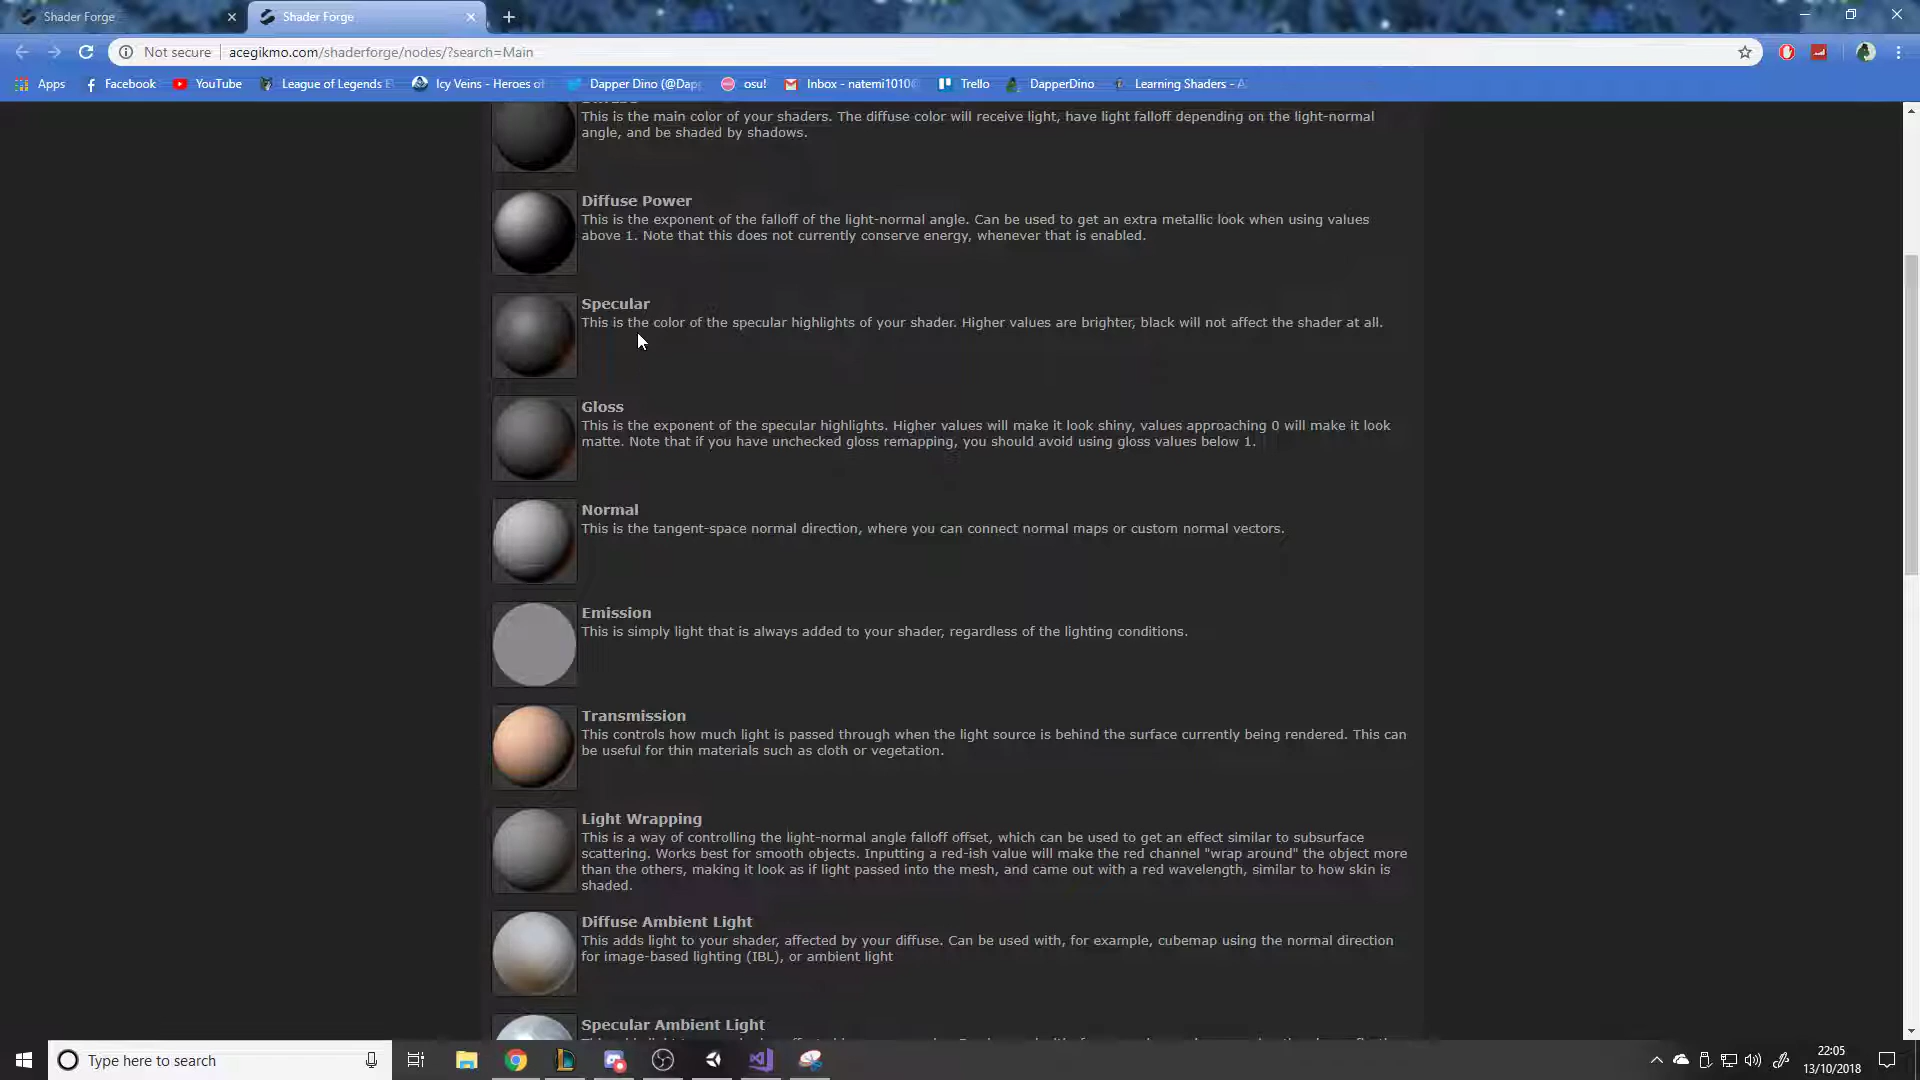 Shader Forge
Shader Forge
Not secure
acegikmo.com/shaderforge/nodes/?search=Main
Apps
Facebook
YouTube
League of Legends
Icy Veins - Heroes of
Dapper Dino (@Dapp
osu!
Inbox - natemi1010
Trello
DapperDino
Learning Shaders - A
This is the main color of your shaders. The diffuse color will receive light, have light falloff depending on the light-normal
angle, and be shaded by shadows.
Diffuse Power
This is the exponent of the falloff of the light-normal angle. Can be used to get an extra metallic look when using values
above 1. Note that this does not currently conserve energy, whenever that is enabled.
Specular
This is the color of the specular highlights of your shader. Higher values are brighter, black will not affect the shader at all.
Gloss
This is the exponent of the specular highlights. Higher values will make it look shiny, values approaching 0 will make it look
matte. Note that if you have unchecked gloss remapping, you should avoid using gloss values below 1.
Normal
This is the tangent-space normal direction, where you can connect normal maps or custom normal vectors.
Emission
This is simply light that is always added to your shader, regardless of the lighting conditions.
Transmission
This controls how much light is passed through when the light source is behind the surface currently being rendered. This can
be useful for thin materials such as cloth or vegetation.
Light Wrapping
This is a way of controlling the light-normal angle falloff offset, which can be used to get an effect similar to subsurface
scattering. Works best for smooth objects. Inputting a red-ish value will make the red channel "wrap around" the object more
than the others, making it look as if light passed into the mesh, and came out with a red wavelength, similar to how skin is
shaded.
Diffuse Ambient Light
This adds light to your shader, affected by your diffuse. Can be used with, for example, cubemap using the normal direction
for image-based lighting (IBL), or ambient light
Specular Ambient Light
Type here to search
22:05
13/10/2018